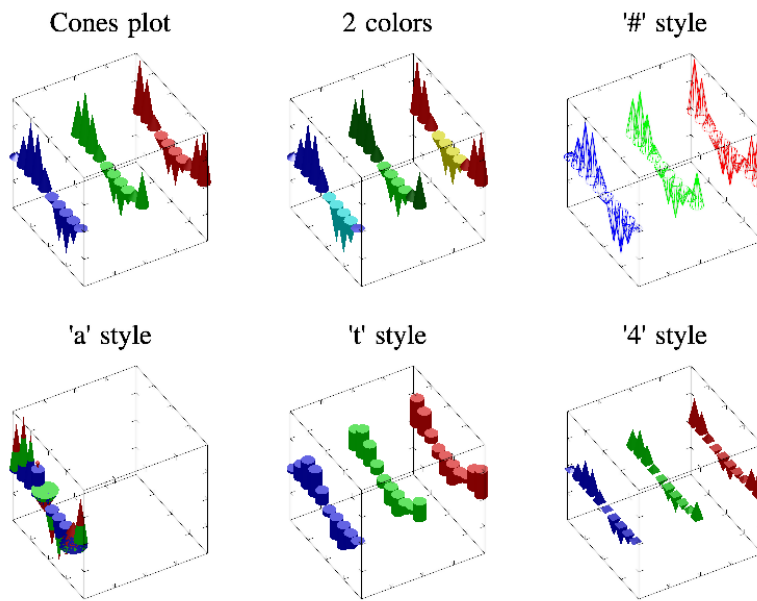 Cones plot
2 colors
'#' style
'a' style
't' style
'4' style